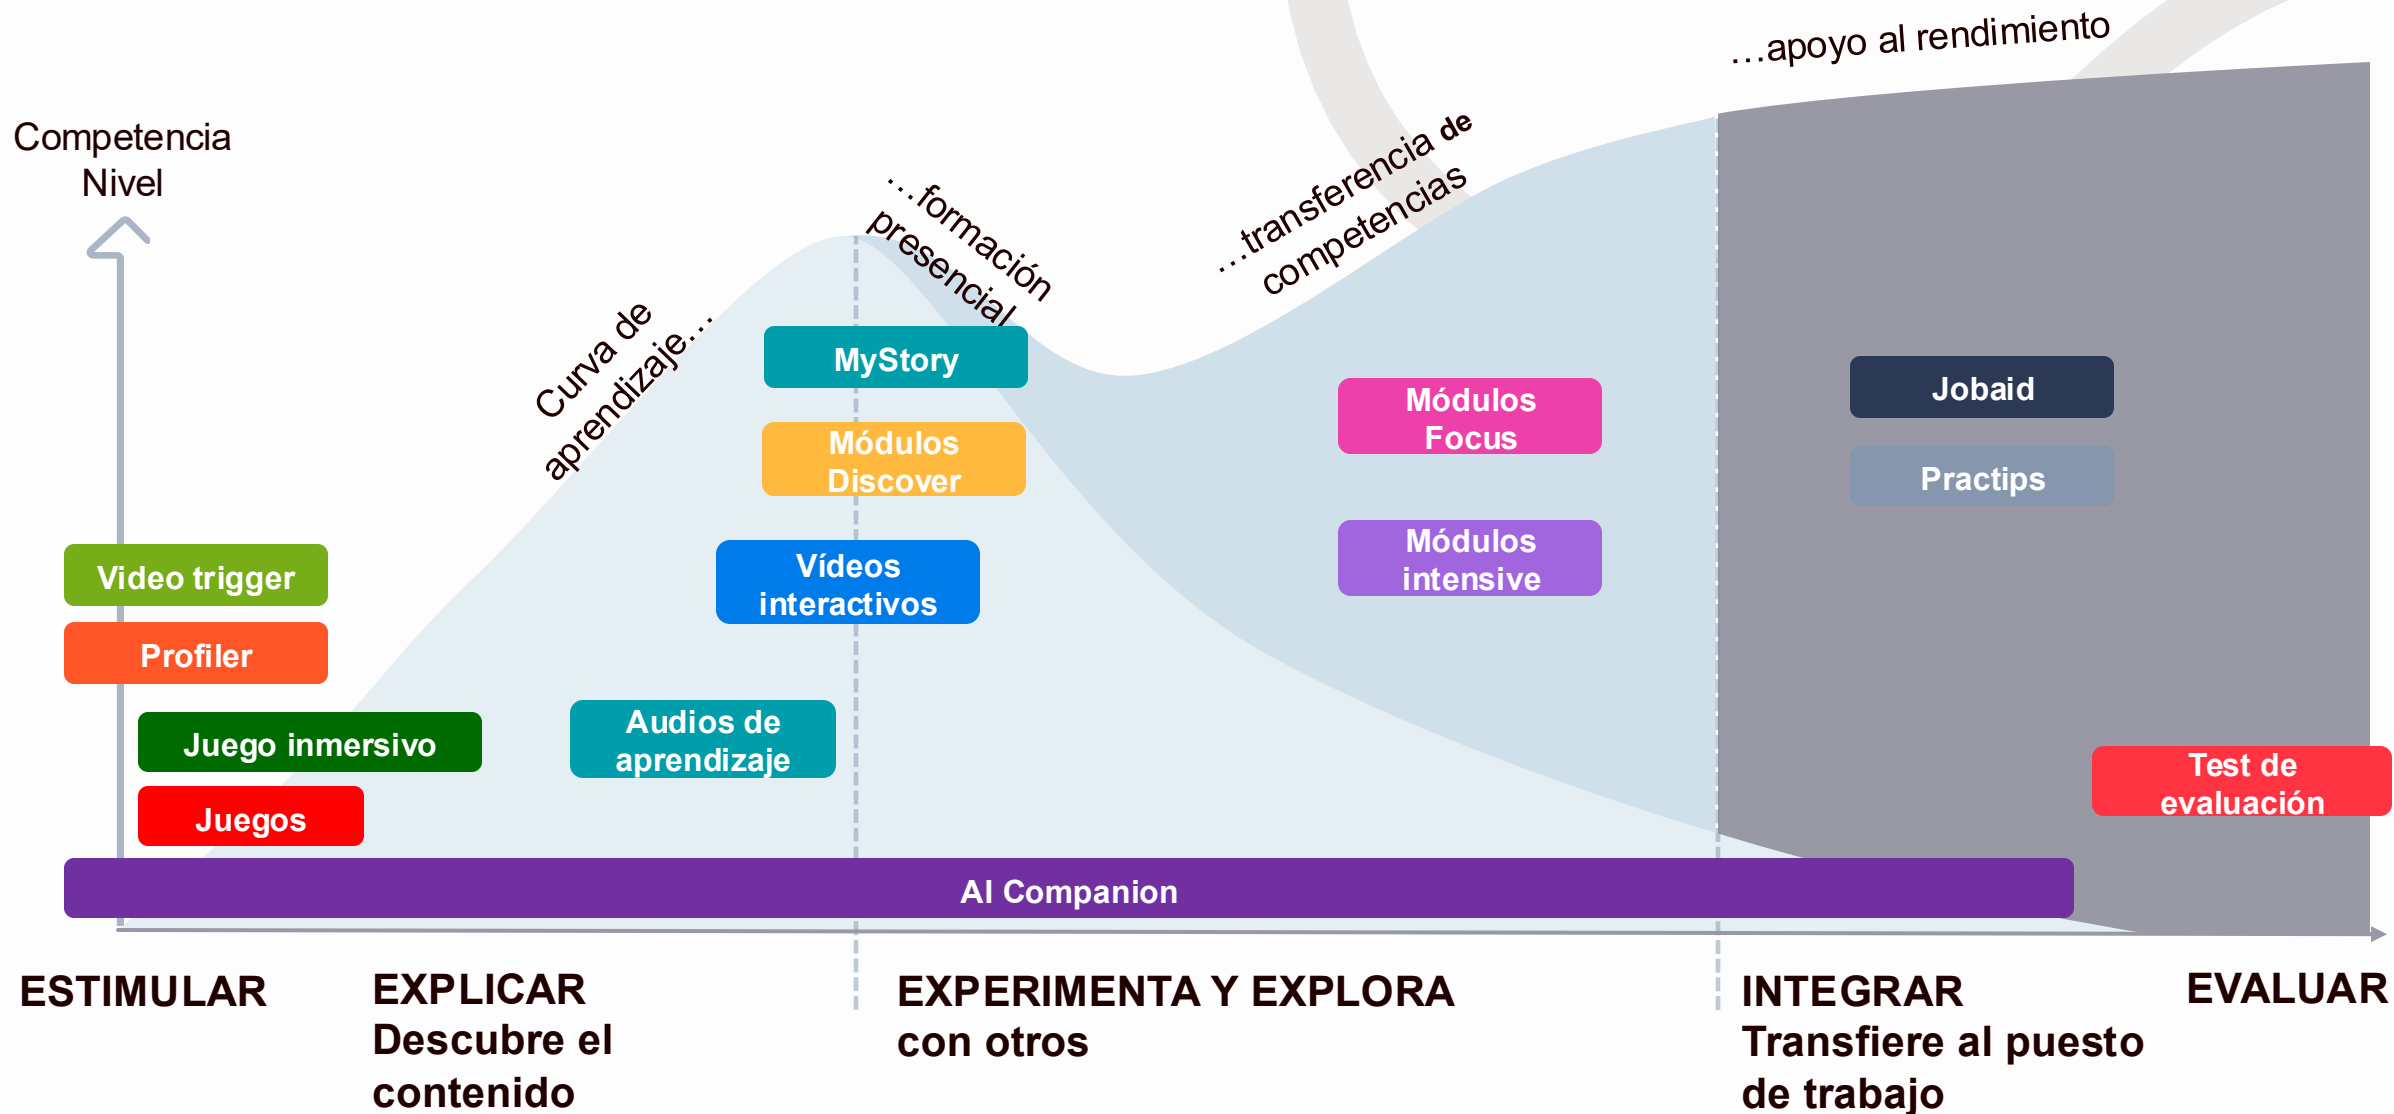 …apoyo al rendimiento
Competencia
Nivel
…transferencia de
competencias
…formación
presencial
Curva de
aprendizaje…
MyStory
Módulos
Discover
Módulos
Focus
Jobaid
Practips
Vídeos
interactivos
Módulos
intensive
Video trigger
Profiler
Juego inmersivo
Audios de
aprendizaje
Juegos
Test de
evaluación
AI Companion
ESTIMULAR
EXPLICAR
Descubre el
contenido
EXPERIMENTA Y EXPLORA
con otros
INTEGRAR
Transfiere al puesto
de trabajo
EVALUAR